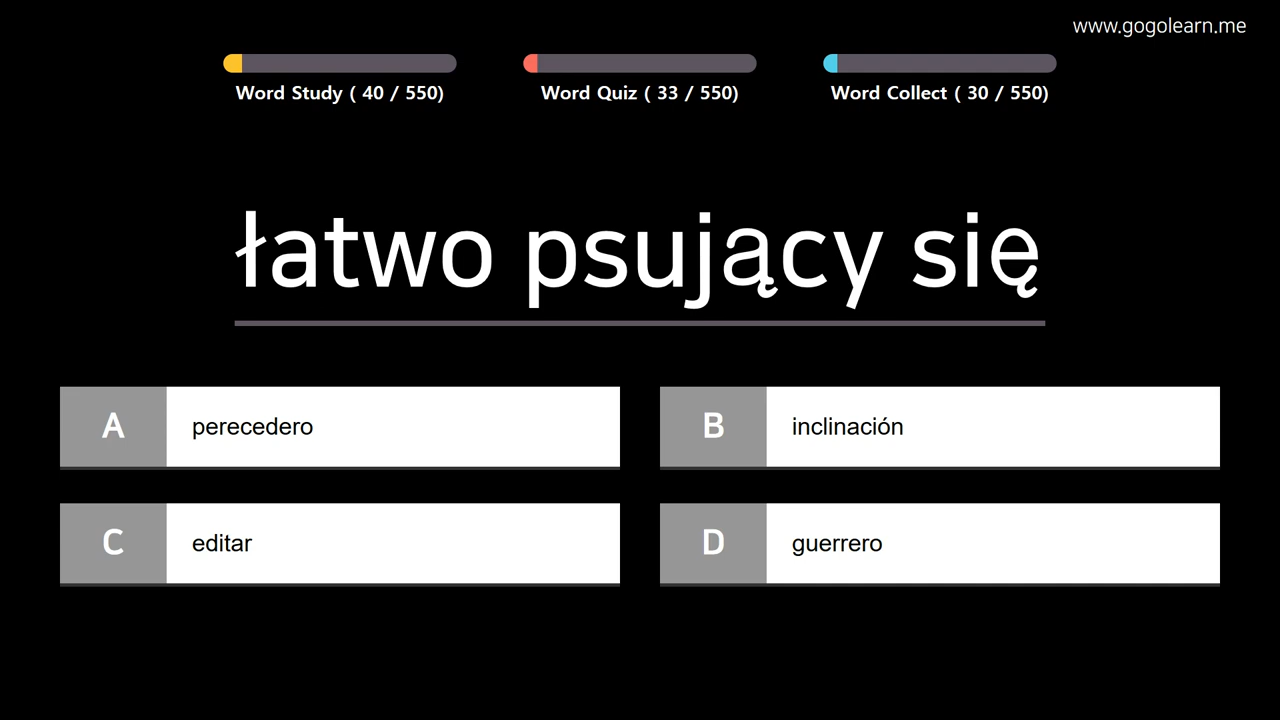 www.gogolearn.me
Word Study ( 40 / 550)
Word Quiz ( 33 / 550)
Word Collect ( 30 / 550)
łatwo psujący się
A perecedero
B inclinación
C editar
D guerrero